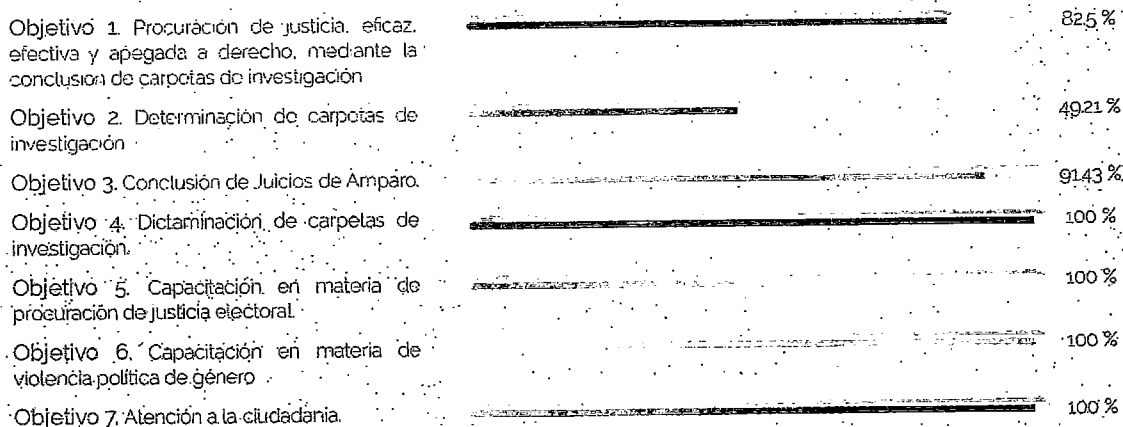 Objetivo 1. Procuración de justicia. eficaz. 82.5 %
efectiva y apegada a derecho, mediante la
conclusión de carpetas de investigación
Objetivo 2. Determinación de carpetas de 49.21 %
investigación
Objetivo 3. Conclusión de Juicios de Amparo. 91.43 %
Objetivo 4. Dictaminación de carpetas de 100 %
investigación.
Objetivo 5. Capacitación en materia de 100 %
procuración de justicia electoral.
Objetivo 6. Capacitación en materia de 100 %
violencia política de género
Objetivo 7. Atención a la ciudadanía. 100 %